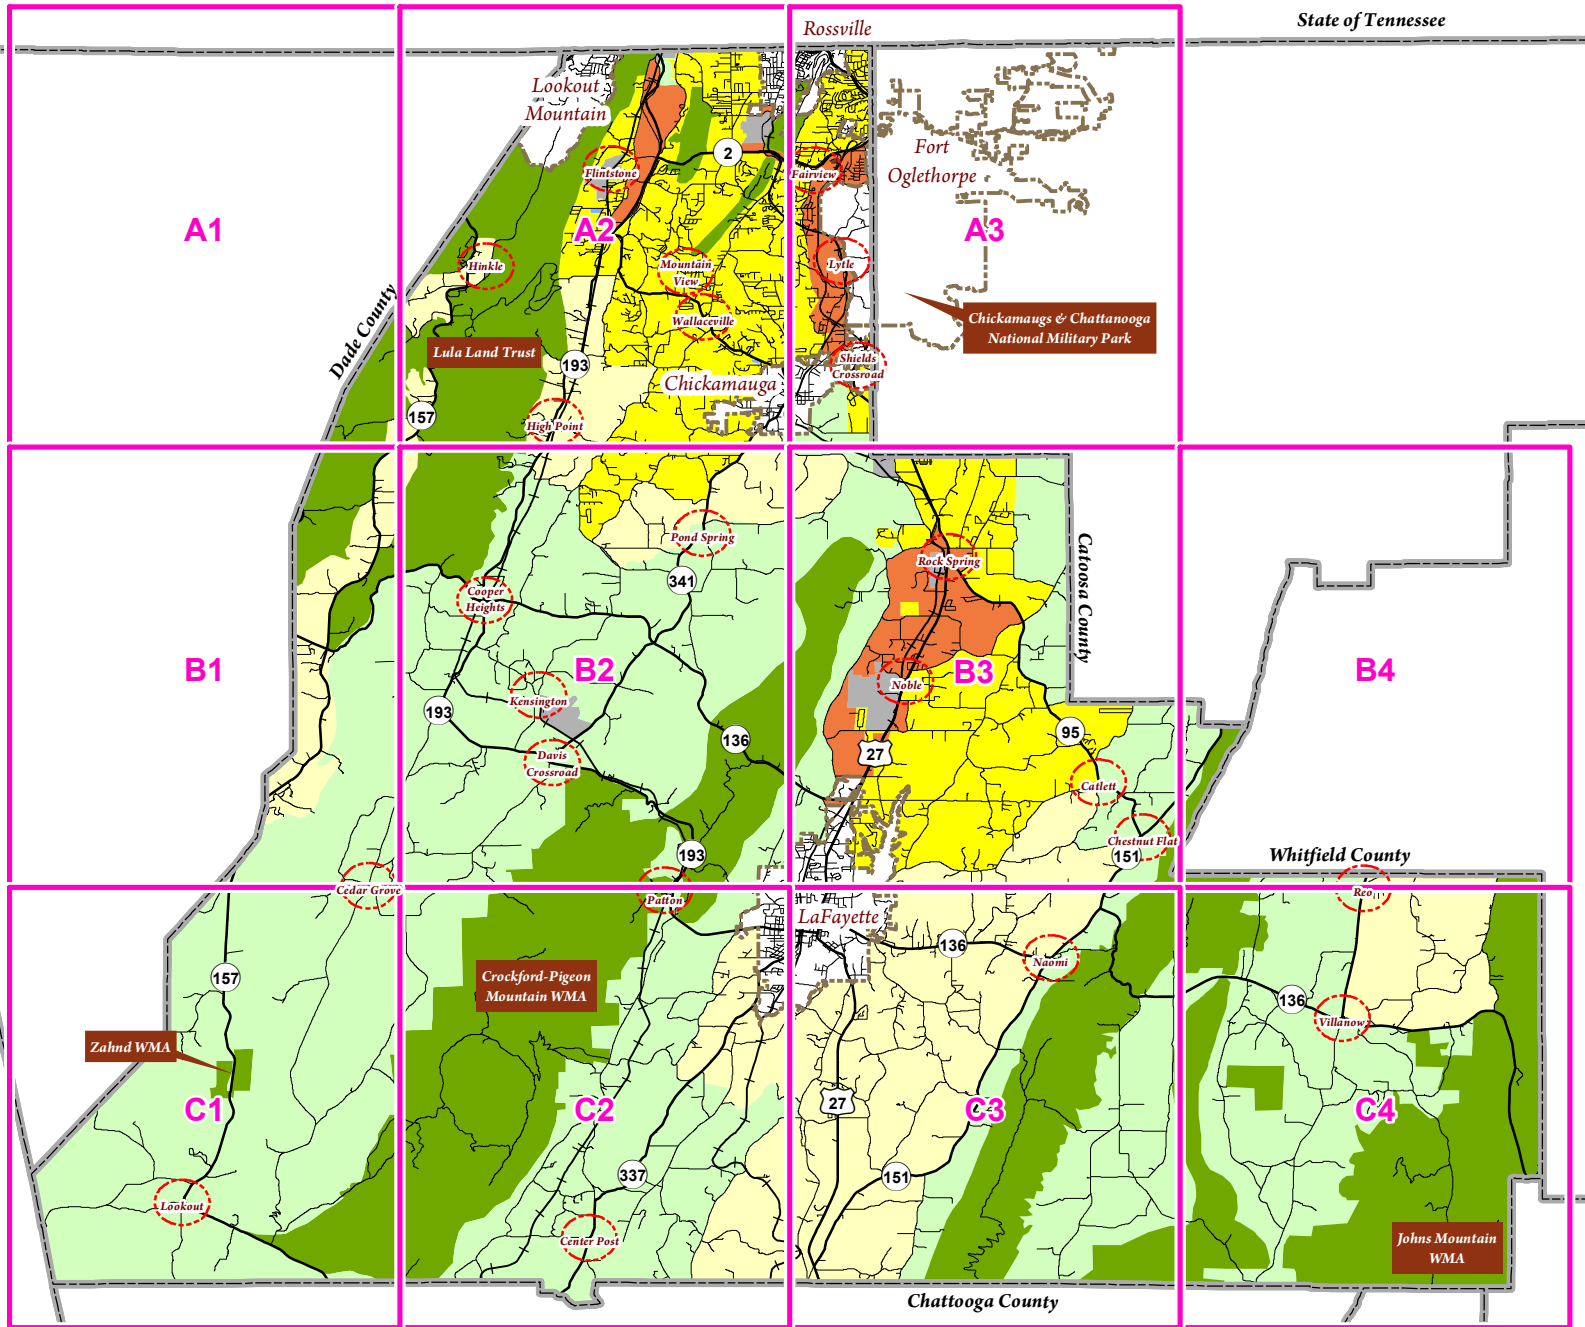 State of Tennessee
Rossville
Lookout
Mountain
Fort
Oglethorpe
2
Flintstone
Fairview
A1
A2
A3
Hinkle
Mountain
View
Lytle
Wallaceville
Dade County
Chickamaugs & Chattanooga
National Military Park
Lula Land Trust
193
Shields
Crossroad
Chickamauga
157
High Point
Pond Spring
341
Rock Spring
Catoosa County
Cooper
Heights
B1
B2
B3
B4
Kensington
Noble
193
136
95
27
Davis
Crossroad
Catlett
193
Chestnut Flat
151
Whitfield County
Cedar Grove
Patton
Reo
LaFayette
136
Naomi
157
Crockford-Pigeon
Mountain WMA
136
Villanow
Zahnd WMA
27
C1
C2
C3
C4
337
151
Lookout
Center Post
Johns Mountain
WMA
Chattooga County